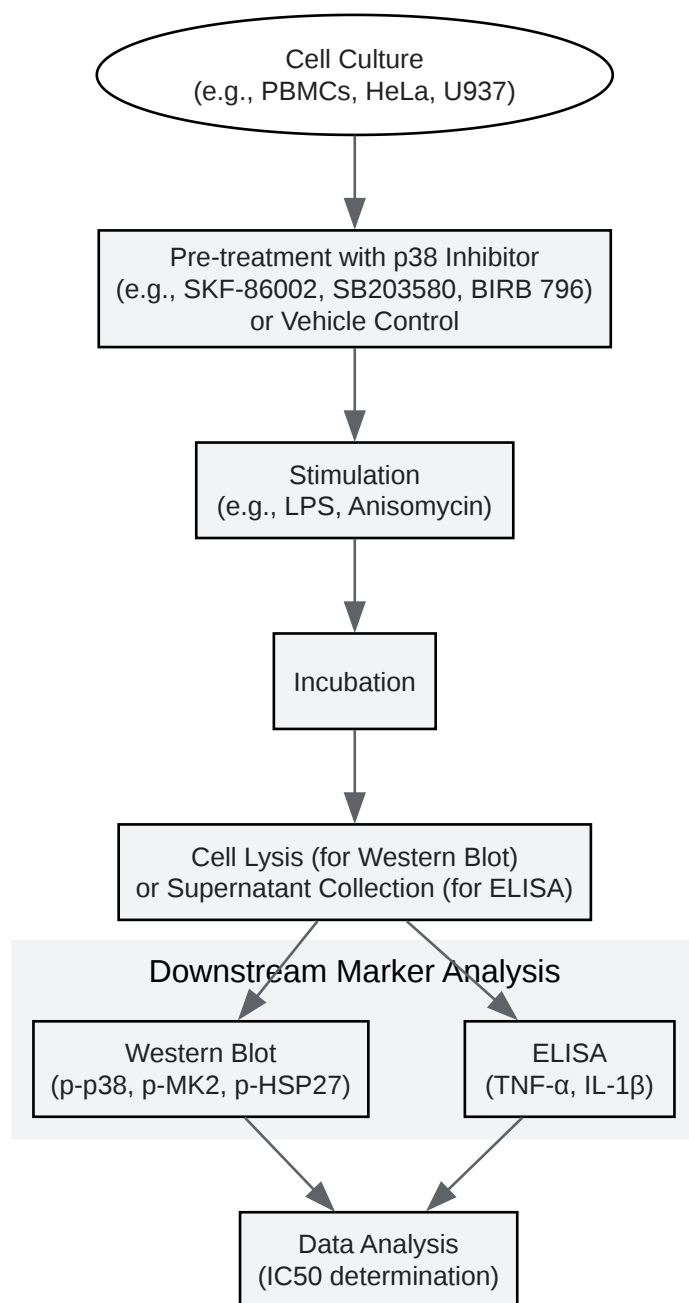 Cell Culture
(e.g., PBMCs, HeLa, U937)
Pre-treatment with p38 Inhibitor
(e.g., SKF-86002, SB203580, BIRB 796)
or Vehicle Control
Stimulation
(e.g., LPS, Anisomycin)
Incubation
Cell Lysis (for Western Blot)
or Supernatant Collection (for ELISA)
Downstream Marker Analysis
Western Blot
(p-p38, p-MK2, p-HSP27)
ELISA
(TNF-α, IL-1β)
Data Analysis
(IC50 determination)